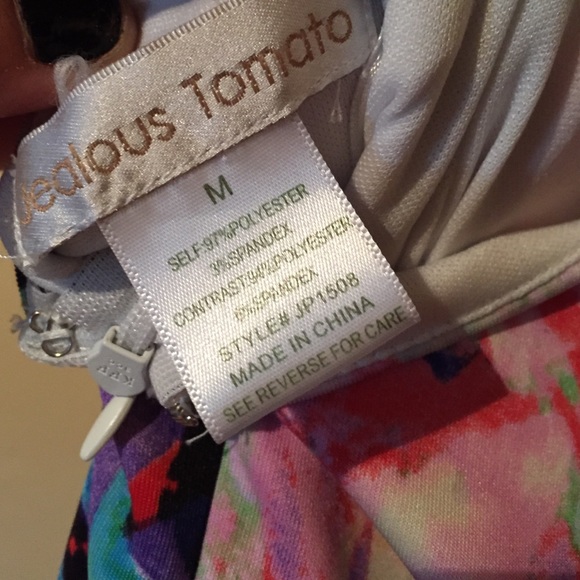 Jealous Tomato
M
SELF:97%POLYESTER
3%SPANDEX
CONTRAST:94%POLYESTER
6%SPANDEX
STYLE# JP1508
MADE IN CHINA
SEE REVERSE FOR CARE